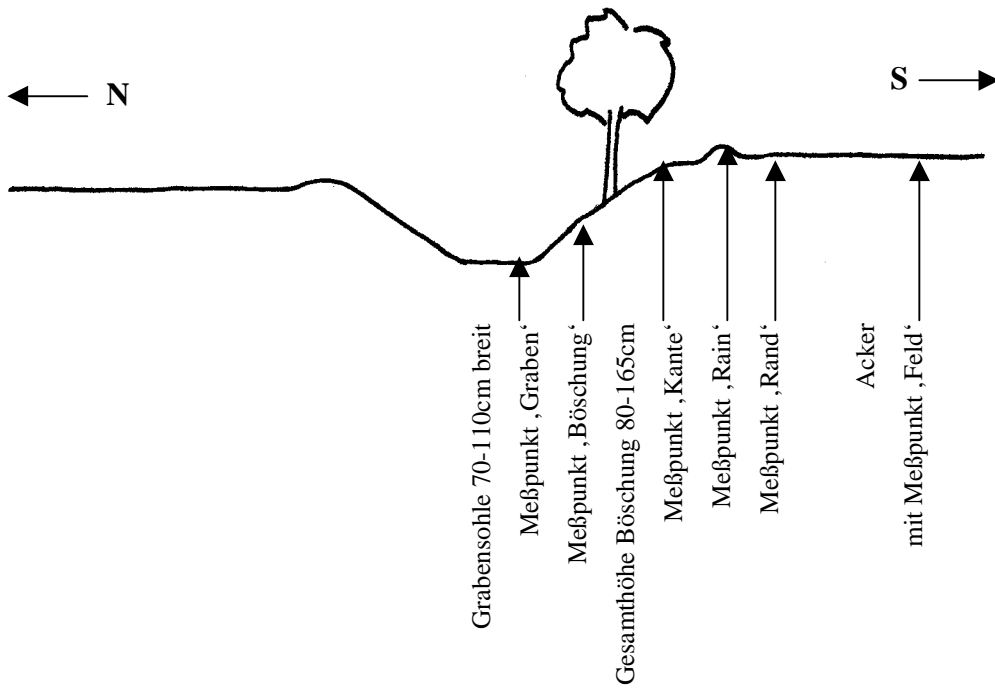 N
S
Grabensohle 70-110cm breit
Meßpunkt ‚Graben‘
Meßpunkt ‚Böschung‘
Gesamthöhe Böschung 80-165cm
Meßpunkt ‚Kante‘
Meßpunkt ‚Rain‘
Meßpunkt ‚Rand‘
Acker
mit Meßpunkt ‚Feld‘